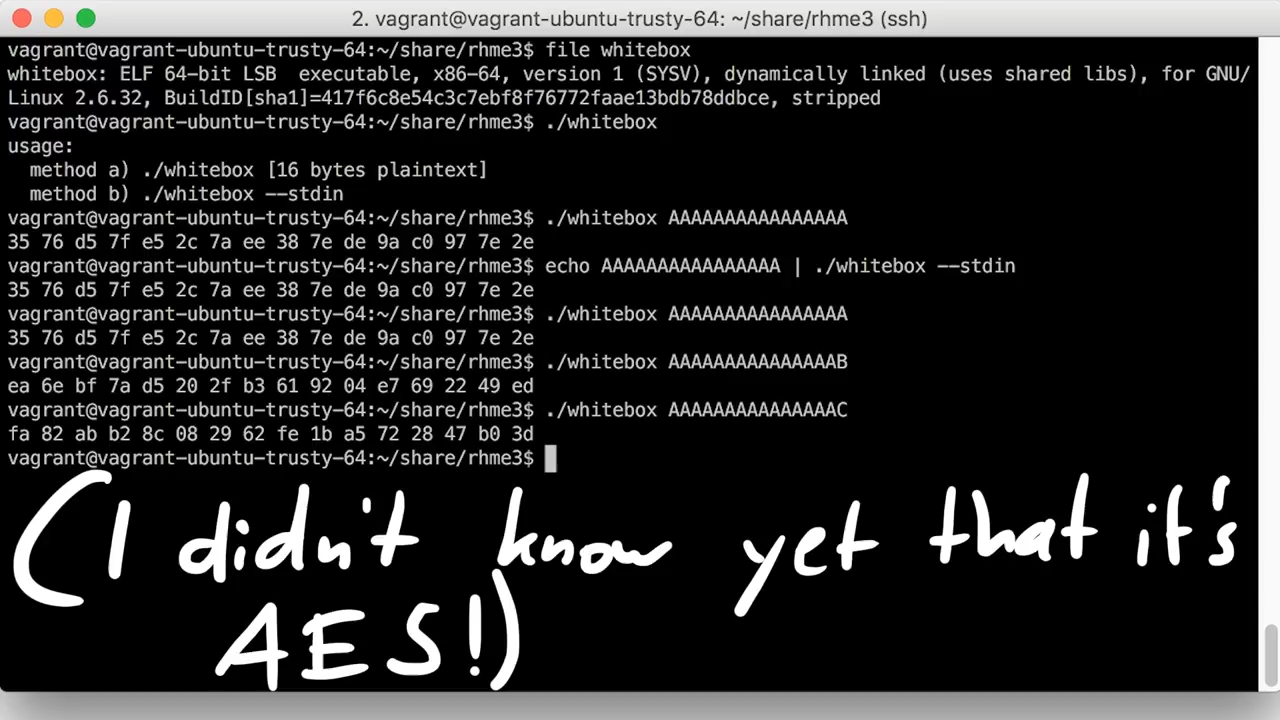 2. vagrant@vagrant-ubuntu-trusty-64: ~/share/rhme3 (ssh)
vagrant@vagrant-ubuntu-trusty-64:~/share/rhme3$ file whitebox
whitebox: ELF 64-bit LSB  executable, x86-64, version 1 (SYSV), dynamically linked (uses shared libs), for GNU/
Linux 2.6.32, BuildID[sha1]=417f6c8e54c3c7ebf8f76772faae13bdb78ddbce, stripped
vagrant@vagrant-ubuntu-trusty-64:~/share/rhme3$ ./whitebox
usage:
  method a) ./whitebox [16 bytes plaintext]
  method b) ./whitebox --stdin
vagrant@vagrant-ubuntu-trusty-64:~/share/rhme3$ ./whitebox AAAAAAAAAAAAAAAA
35 76 d5 7f e5 2c 7a ee 38 7e de 9a c0 97 7e 2e
vagrant@vagrant-ubuntu-trusty-64:~/share/rhme3$ echo AAAAAAAAAAAAAAAA | ./whitebox --stdin
35 76 d5 7f e5 2c 7a ee 38 7e de 9a c0 97 7e 2e
vagrant@vagrant-ubuntu-trusty-64:~/share/rhme3$ ./whitebox AAAAAAAAAAAAAAAA
35 76 d5 7f e5 2c 7a ee 38 7e de 9a c0 97 7e 2e
vagrant@vagrant-ubuntu-trusty-64:~/share/rhme3$ ./whitebox AAAAAAAAAAAAAAAB
ea 6e bf 7a d5 20 2f b3 61 92 04 e7 69 22 49 ed
vagrant@vagrant-ubuntu-trusty-64:~/share/rhme3$ ./whitebox AAAAAAAAAAAAAAAC
fa 82 ab b2 8c 08 29 62 fe 1b a5 72 28 47 b0 3d
vagrant@vagrant-ubuntu-trusty-64:~/share/rhme3$
(I didn't know yet that it's
AES!)